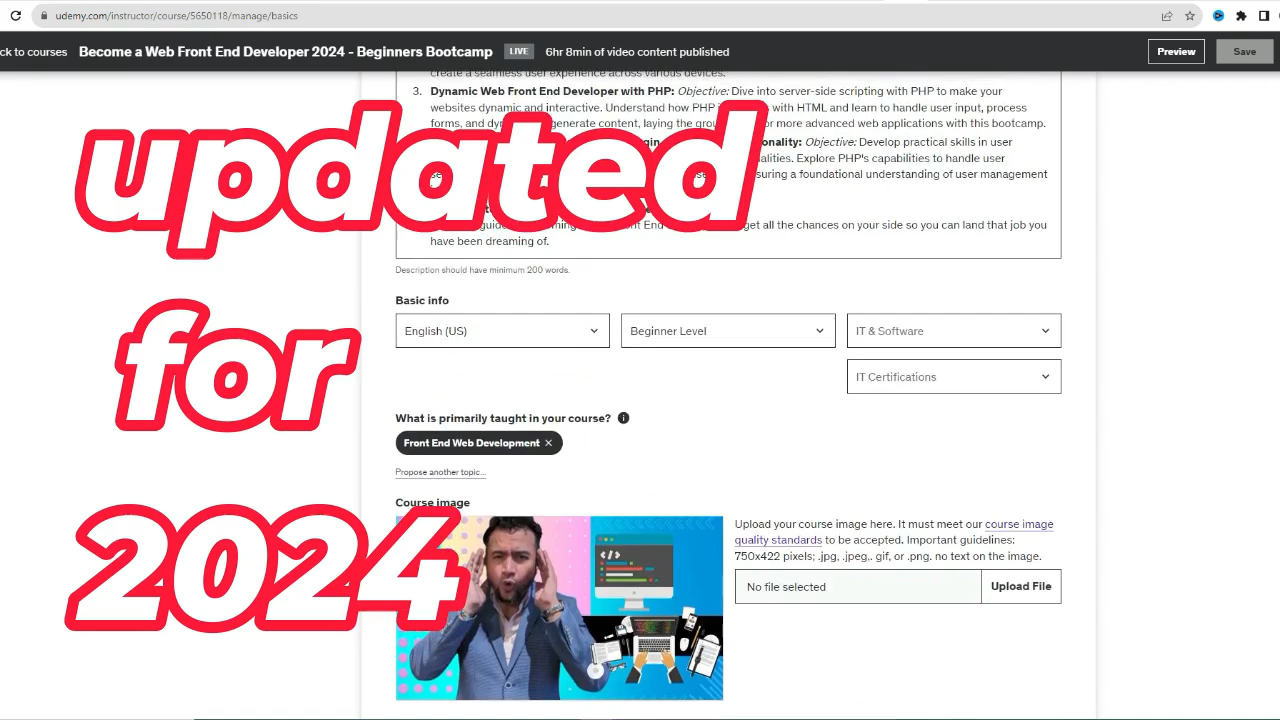 udemy.com/instructor/course/5650118/manage/basics
ck to courses Become a Web Front End Developer 2024 - Beginners Bootcamp LIVE 6hr 8min of video content published Preview Save
create a seamless user experience across various devices.
3. Dynamic Web Front End Developer with PHP: Objective: Dive into server-side scripting with PHP to make your
websites dynamic and interactive. Understand how PHP with HTML and learn to handle user input, process
forms, and generate content, laying the or more advanced web applications with this bootcamp.
Objective: Develop practical skills in user
Explore PHP's capabilities to handle user
a foundational understanding of user management
updated
get all the chances on your side so you can land that job you
have been dreaming of.
Description should have minimum 200 words.
Basic info
English (US) Beginner Level IT & Software
IT Certifications
for
What is primarily taught in your course?
Front End Web Development ×
Propose another topic...
Course image
2024
Upload your course image here. It must meet our course image
quality standards to be accepted. Important guidelines:
750x422 pixels; .jpg, .jpeg,. gif, or .png. no text on the image.
No file selected Upload File